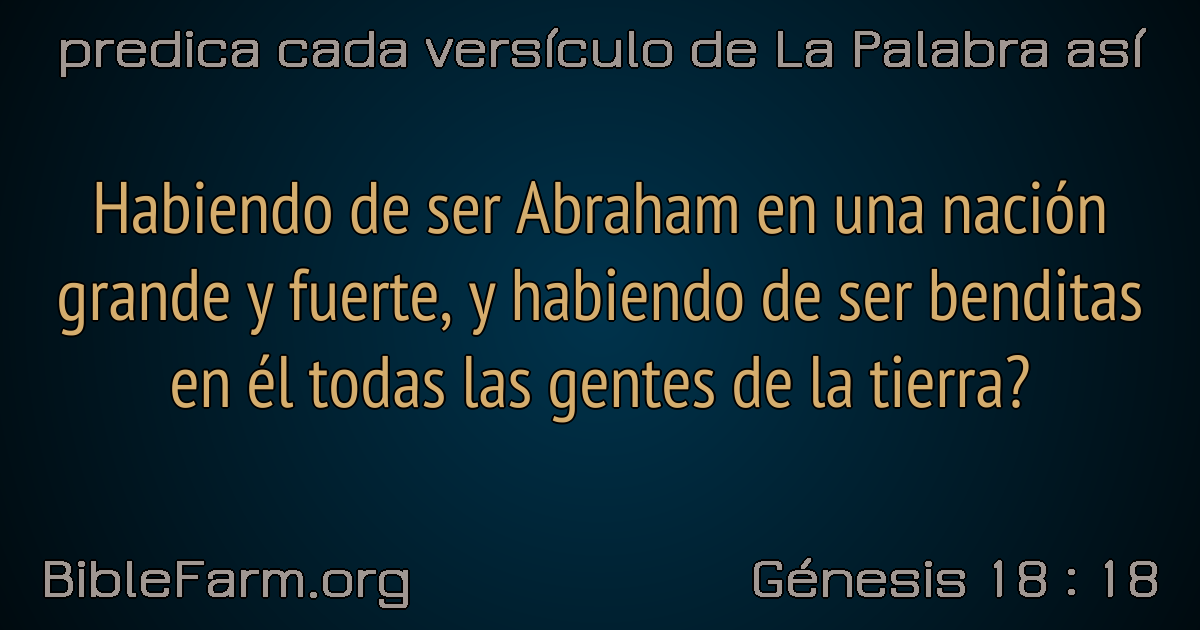 predica cada versículo de La Palabra así
Habiendo de ser Abraham en una nación
grande y fuerte, y habiendo de ser benditas
en él todas las gentes de la tierra?
BibleFarm.org
Génesis 18 : 18